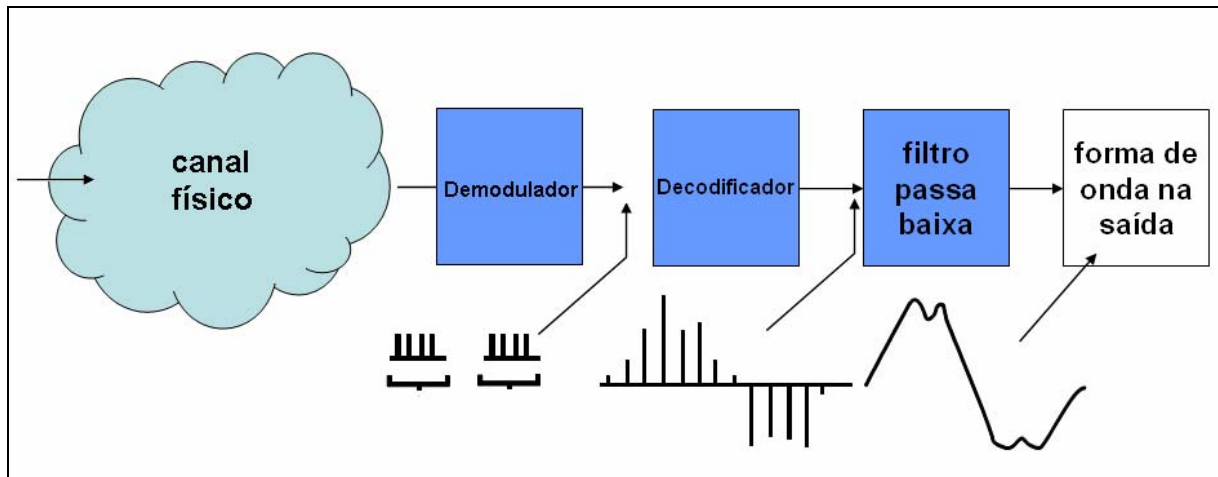 canal
físico
Demodulador
Decodificador
filtro
passa
baixa
forma de
onda na
saída